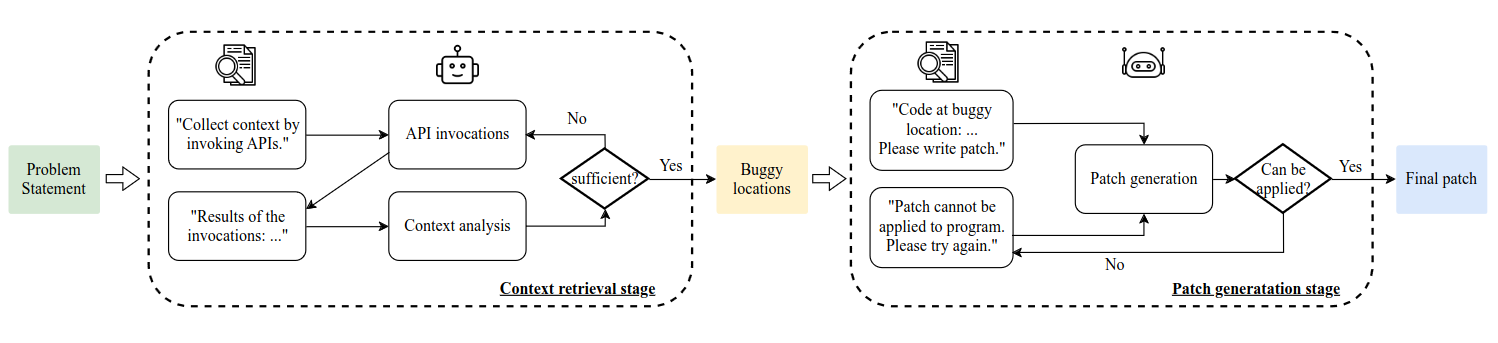 Problem
Statement
"Collect context by
invoking APIs."
API invocations
"Results of the
invocations: ..."
Context analysis
No
sufficient?
Yes
Context retrieval stage
Buggy
locations
"Code at buggy
location: ...
Please write patch."
"Patch cannot be
applied to program.
Please try again."
Patch generation
Can be
applied?
Yes
No
Patch generatation stage
Final patch